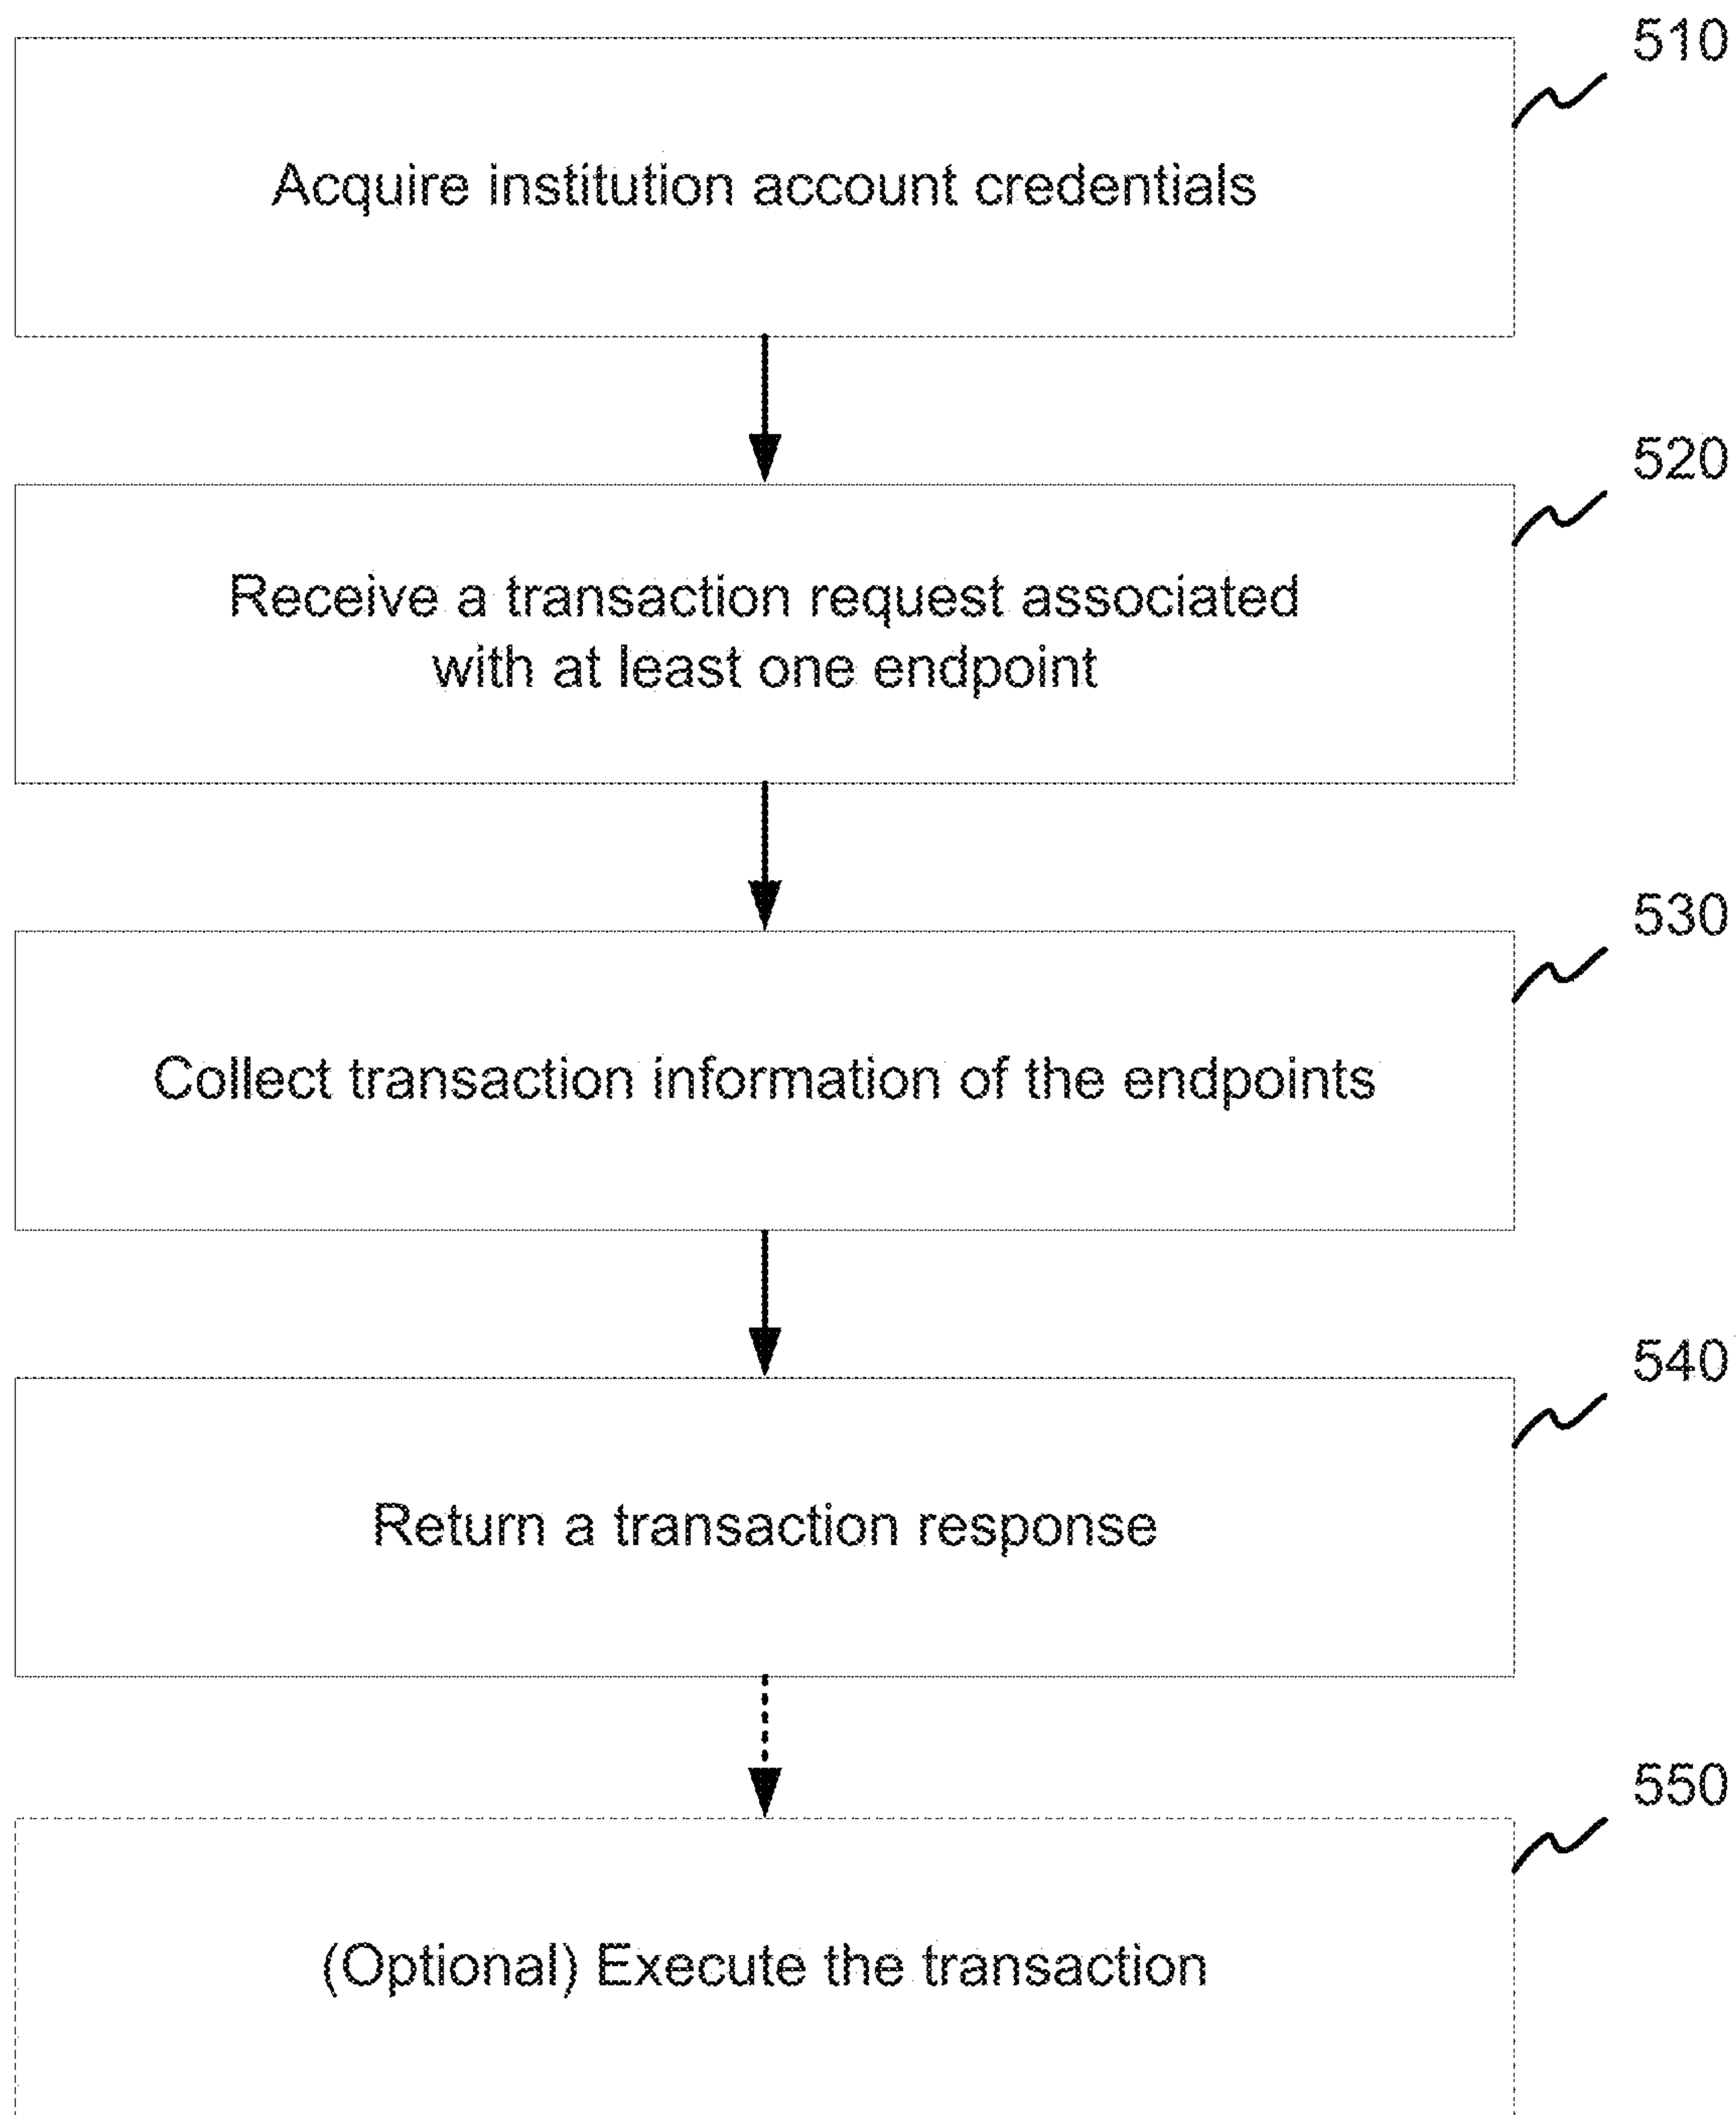 510
Acquire institution account credentials
520
Receive a transaction request associated
with at least one endpoint
530
Collect transaction information of the endpoints
540
Return a transaction response
550
(Optional) Execute the transaction